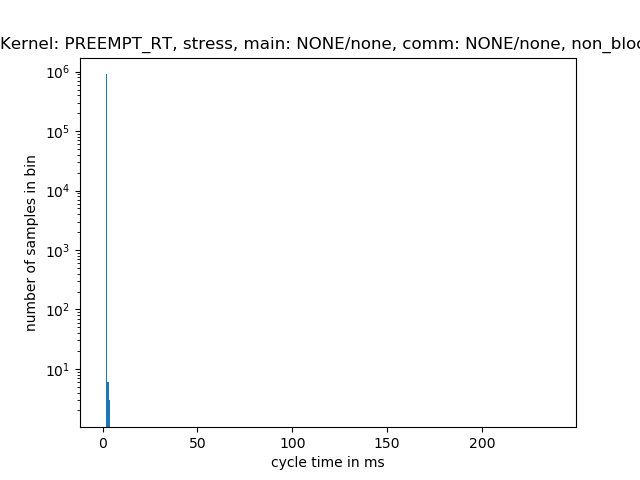 Kernel: PREEMPT_RT, stress, main: NONE/none, comm: NONE/none, non_bloc
10^6
10^5
10^4
10^3
10^2
10^1
number of samples in bin
0 50 100 150 200
cycle time in ms